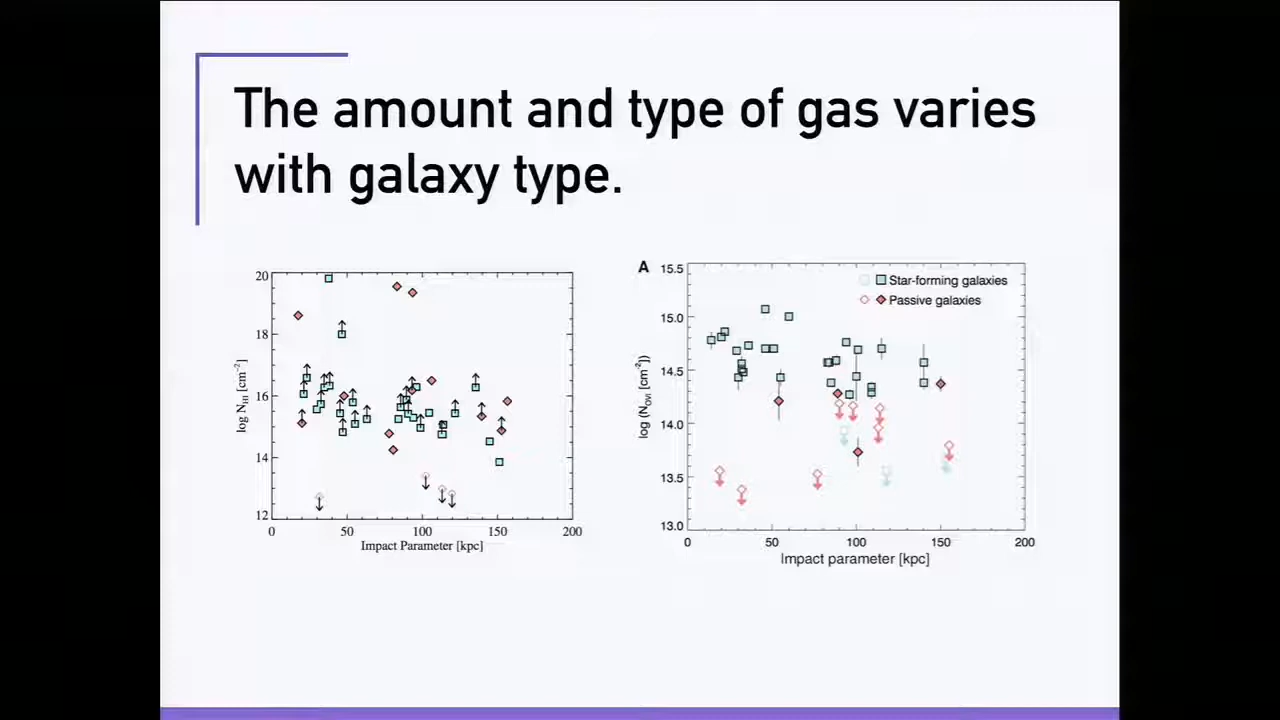 The amount and type of gas varies
with galaxy type.
20
18
16
14
12
log N_HI [cm⁻²]
0 50 100 150 200
Impact Parameter [kpc]
A
15.5
15.0
14.5
14.0
13.5
13.0
log (N_OVI [cm⁻²])
Star-forming galaxies
Passive galaxies
0 50 100 150 200
Impact parameter [kpc]